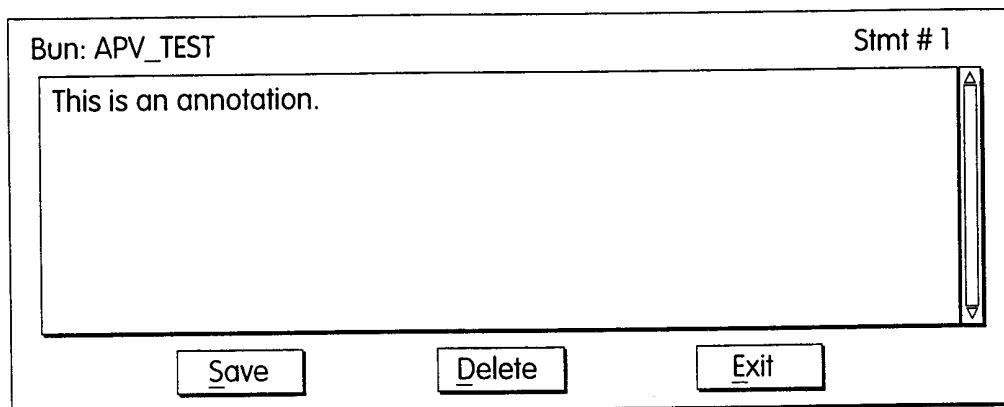 Bun: APV_TEST Stmt # 1
This is an annotation.
Save Delete Exit